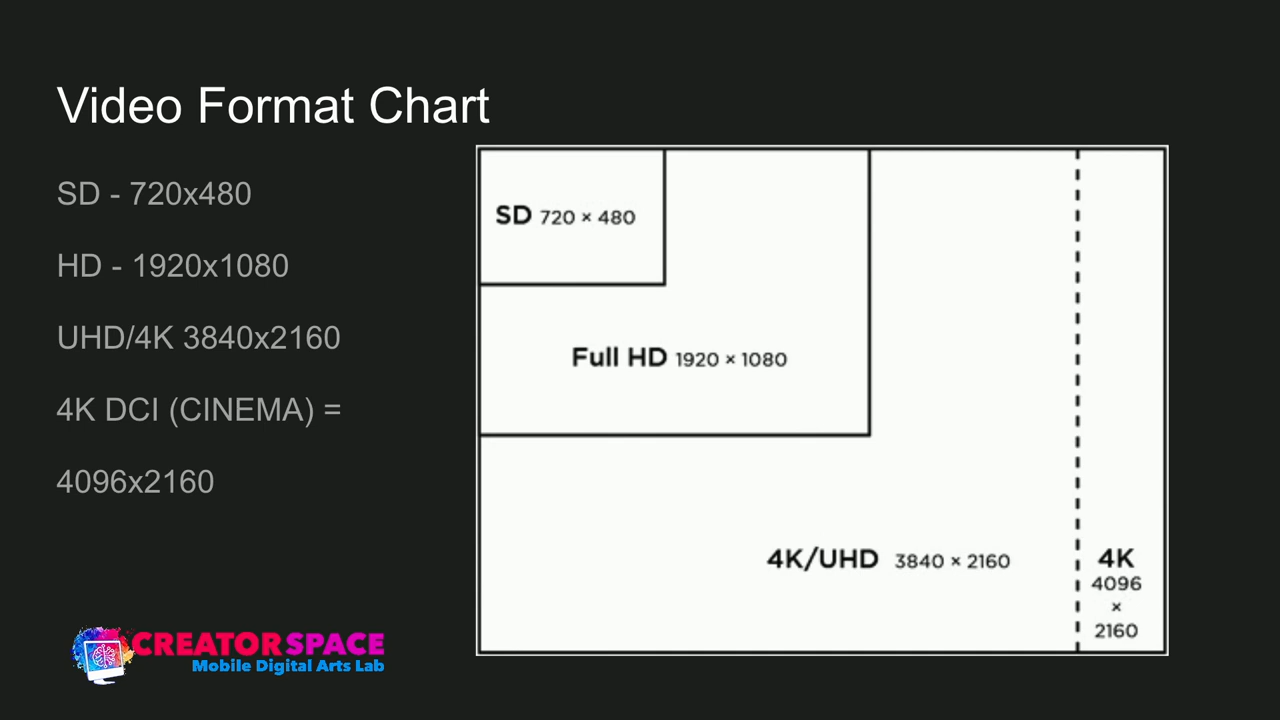 Video Format Chart
SD - 720x480
HD - 1920x1080
UHD/4K 3840x2160
4K DCI (CINEMA) =
4096x2160
SD 720 × 480
Full HD 1920 × 1080
4K/UHD 3840 × 2160
4K
4096
×
2160
CREATORSPACE
Mobile Digital Arts Lab